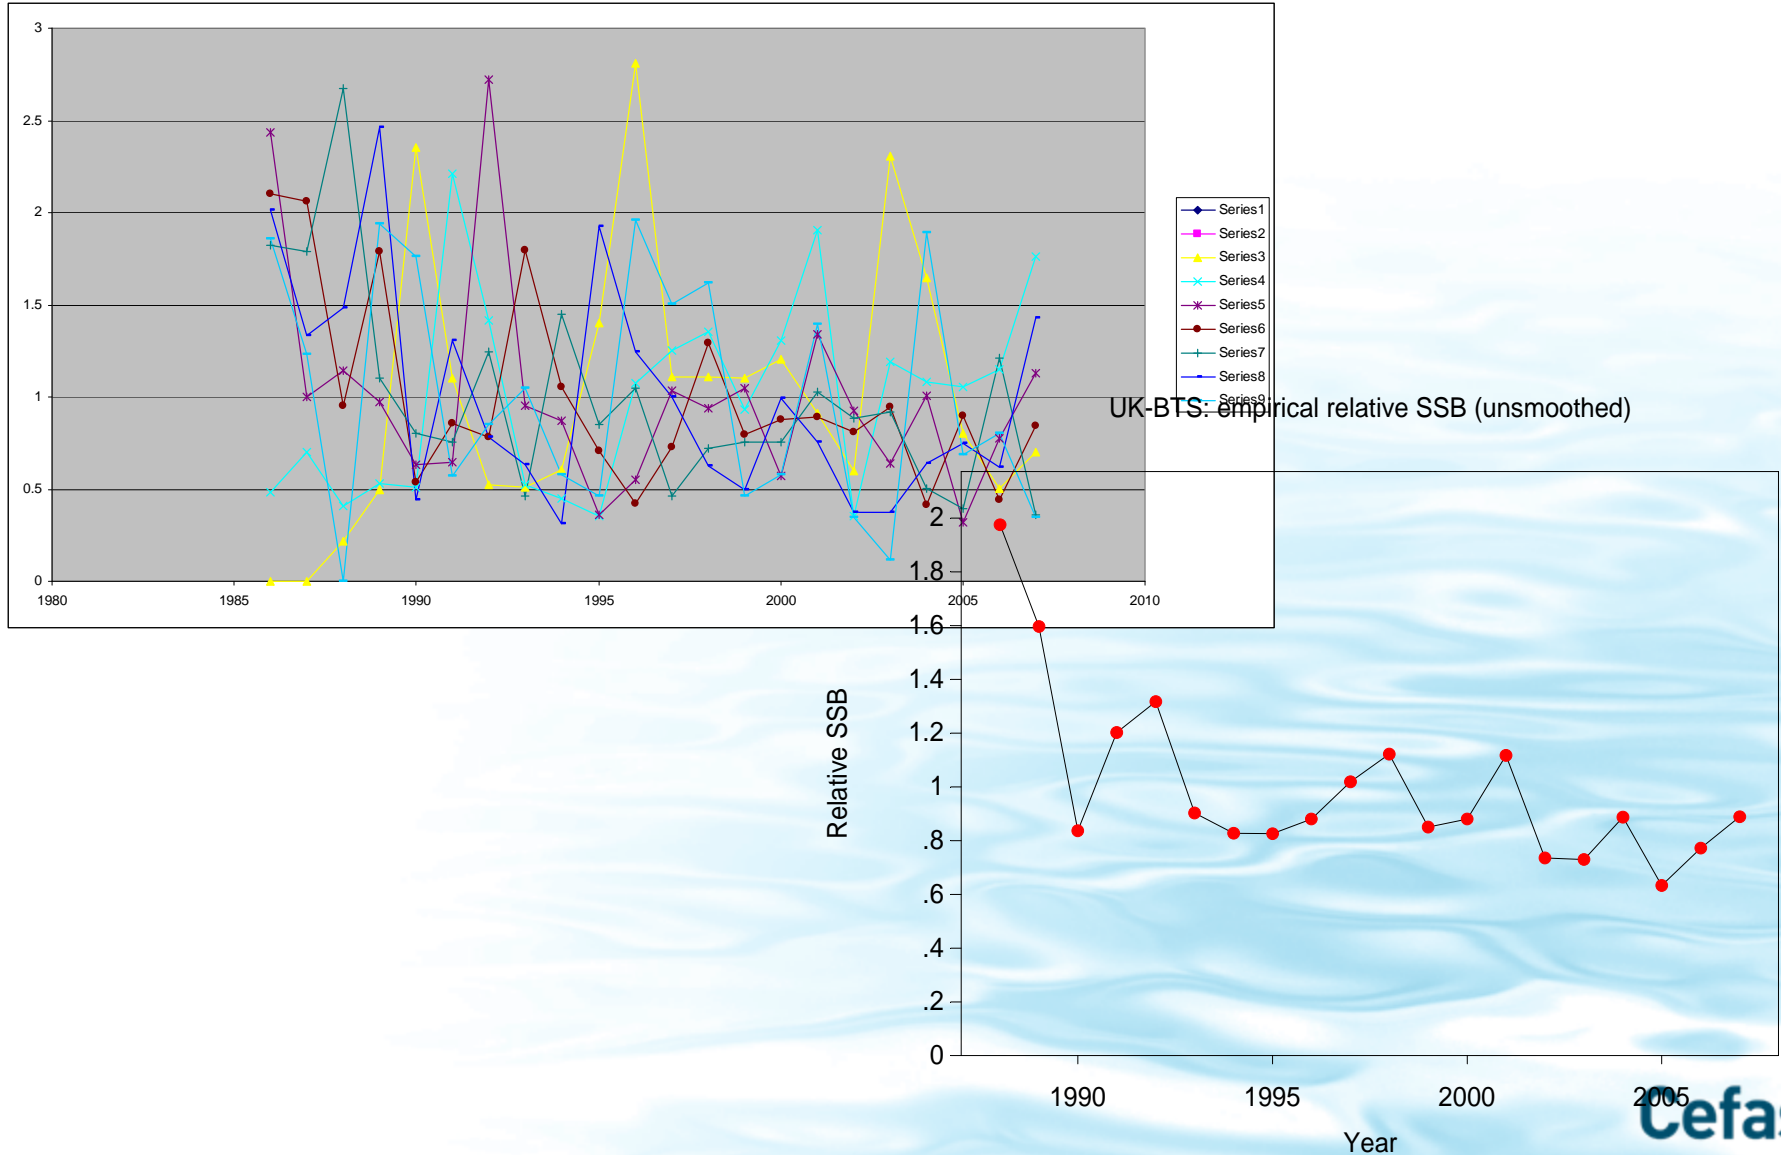 3
2.5
2
1.5
1
0.5
0
1980 1985 1990 1995 2000 2005 2010
Series1
Series2
Series3
Series4
Series5
Series6
Series7
Series8
Series9
UK-BTS: empirical relative SSB (unsmoothed)
2
1.8
1.6
1.4
1.2
1
.8
.6
.4
.2
0
Relative SSB
1990 1995 2000 2005
Year
Cefas